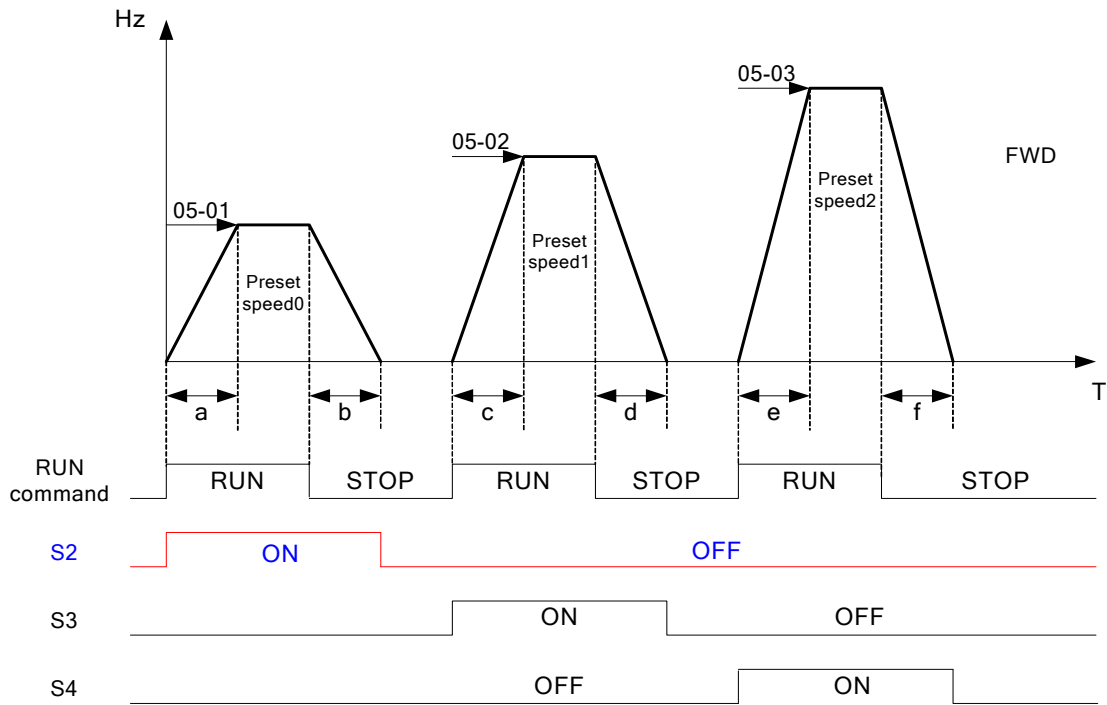 Hz
05-03
05-02
FWD
Preset
speed2
05-01
Preset
speed1
Preset
speed0
T
a
b
c
d
e
f
RUN
command
RUN
STOP
RUN
STOP
RUN
STOP
S2
ON
OFF
S3
ON
OFF
S4
OFF
ON